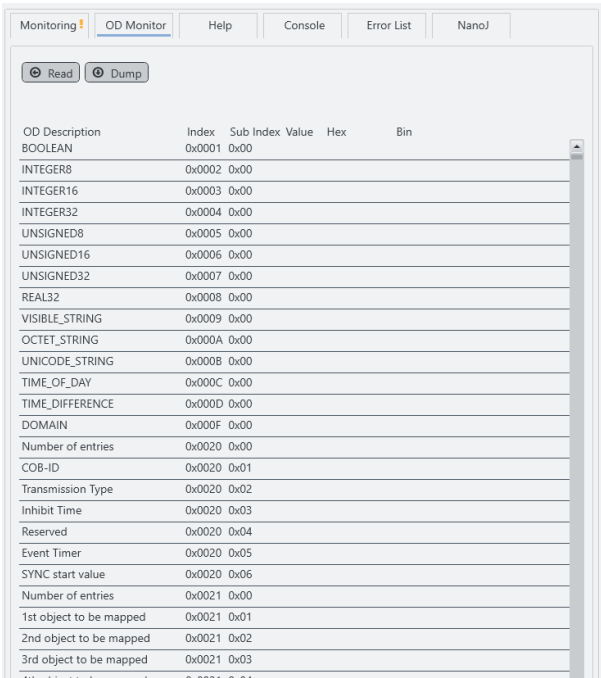 Monitoring! OD Monitor Help Console Error List NanoJ
Read Dump
OD Description Index Sub Index Value Hex Bin
BOOLEAN 0x0001 0x00
INTEGER8 0x0002 0x00
INTEGER16 0x0003 0x00
INTEGER32 0x0004 0x00
UNSIGNED8 0x0005 0x00
UNSIGNED16 0x0006 0x00
UNSIGNED32 0x0007 0x00
REAL32 0x0008 0x00
VISIBLE_STRING 0x0009 0x00
OCTET_STRING 0x000A 0x00
UNICODE_STRING 0x000B 0x00
TIME_OF_DAY 0x000C 0x00
TIME_DIFFERENCE 0x000D 0x00
DOMAIN 0x000F 0x00
Number of entries 0x0020 0x00
COB-ID 0x0020 0x01
Transmission Type 0x0020 0x02
Inhibit Time 0x0020 0x03
Reserved 0x0020 0x04
Event Timer 0x0020 0x05
SYNC start value 0x0020 0x06
Number of entries 0x0021 0x00
1st object to be mapped 0x0021 0x01
2nd object to be mapped 0x0021 0x02
3rd object to be mapped 0x0021 0x03